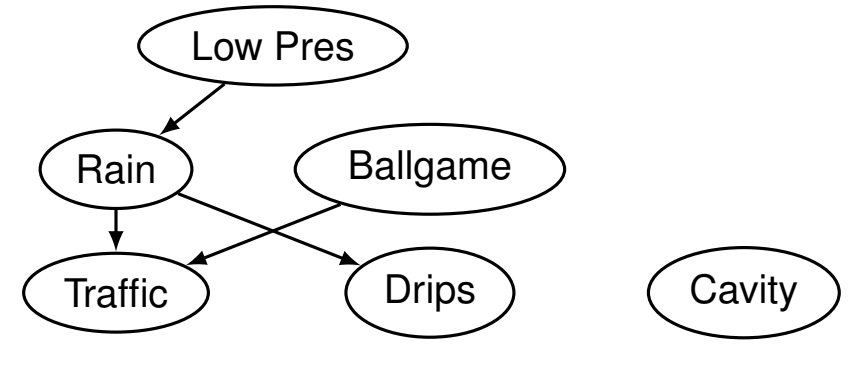 Low Pres
Rain
Ballgame
Traffic
Drips
Cavity